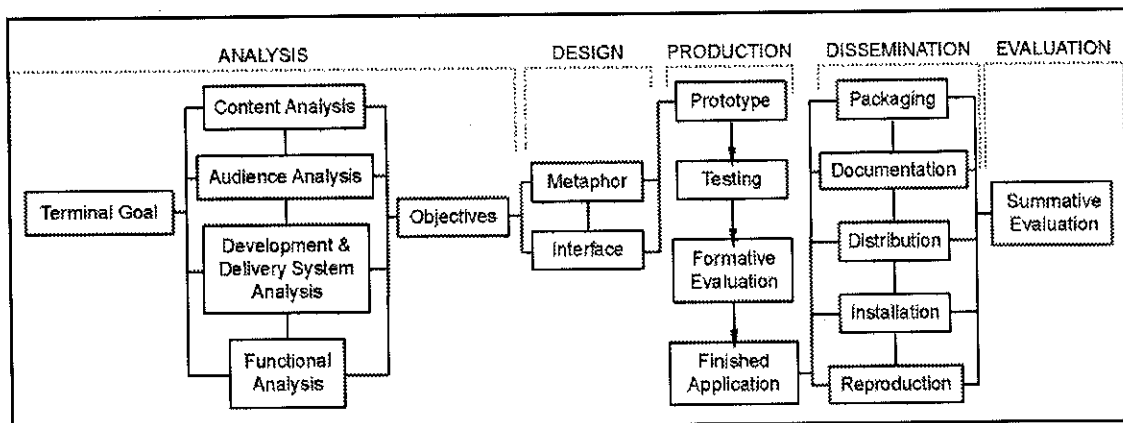 ANALYSIS
DESIGN
PRODUCTION
DISSEMINATION
EVALUATION
Terminal Goal
Content Analysis
Audience Analysis
Development &
Delivery System
Analysis
Functional
Analysis
Objectives
Metaphor
Interface
Prototype
Testing
Formative
Evaluation
Finished
Application
Packaging
Documentation
Distribution
Installation
Reproduction
Summative
Evaluation